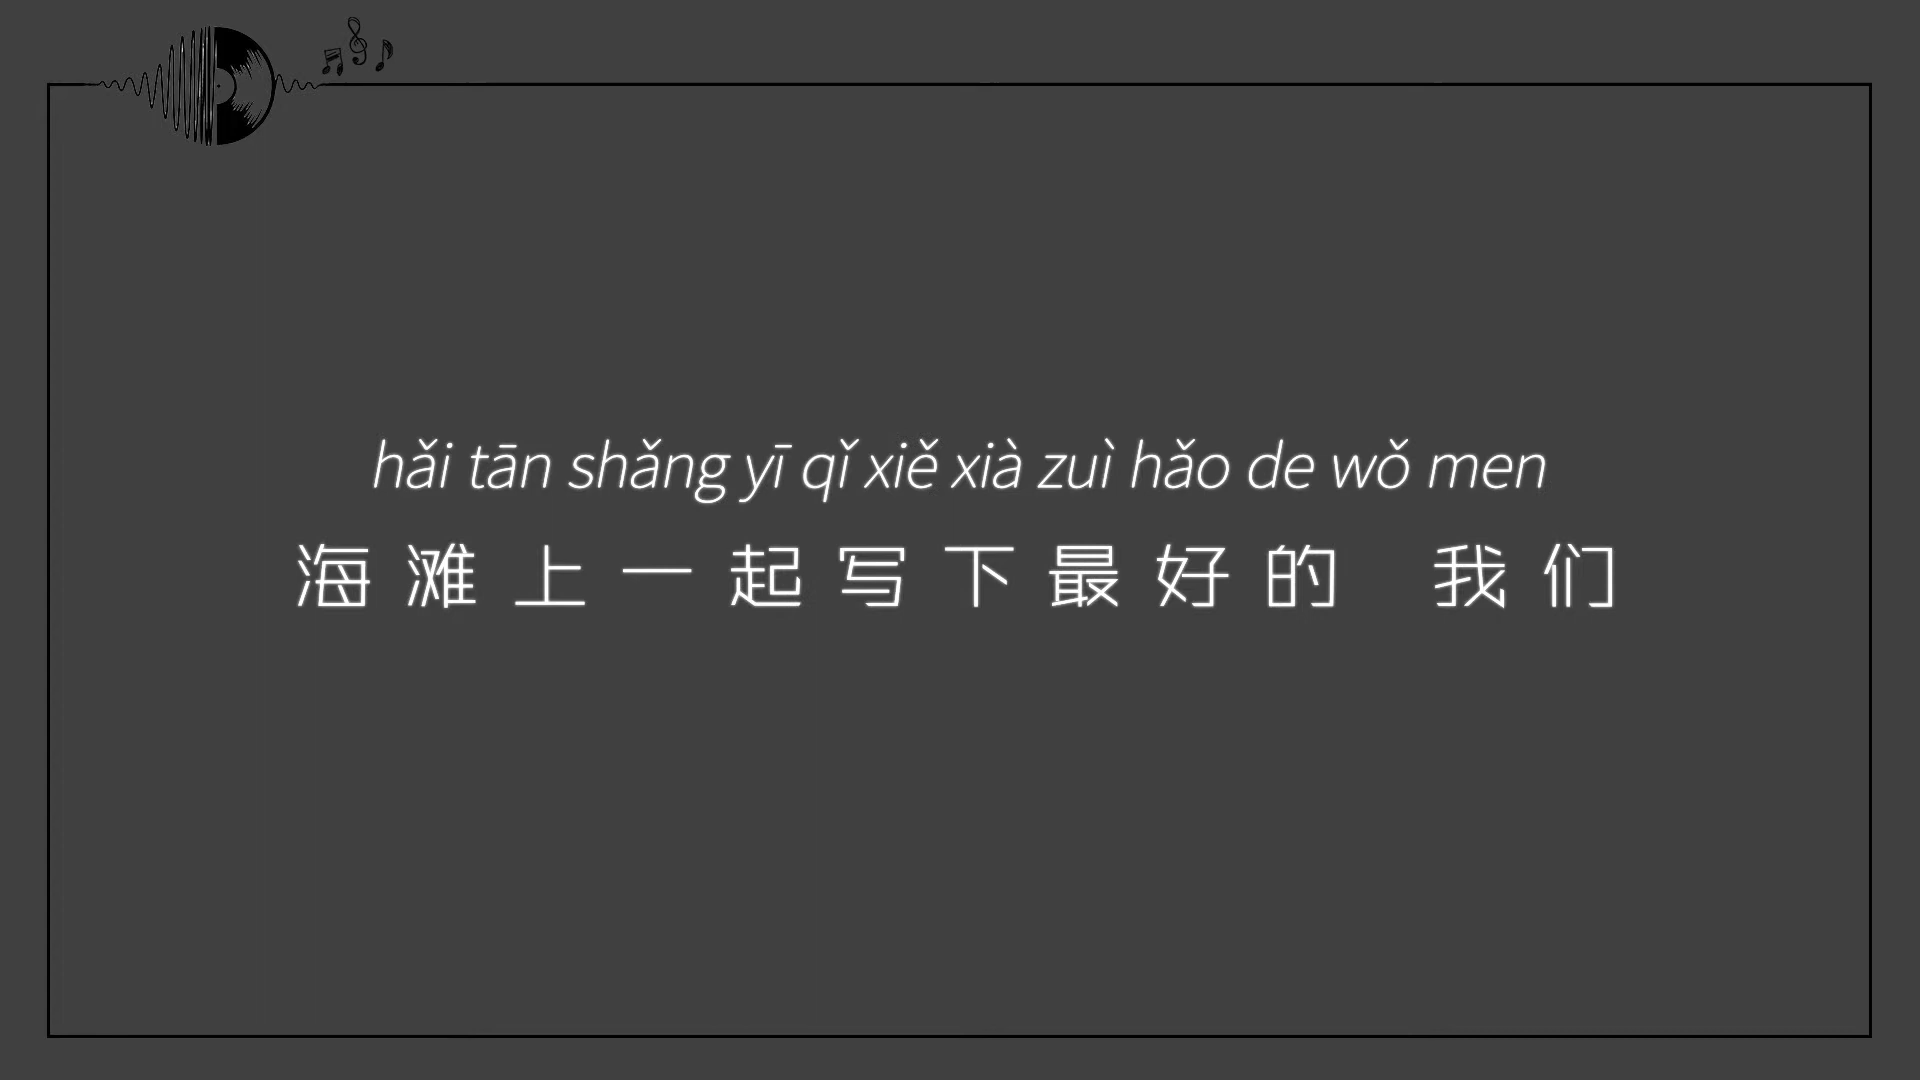 hǎi tān shǎng yī qǐ xiě xià zuì hǎo de wǒ men
海滩上一起写下最好的 我们